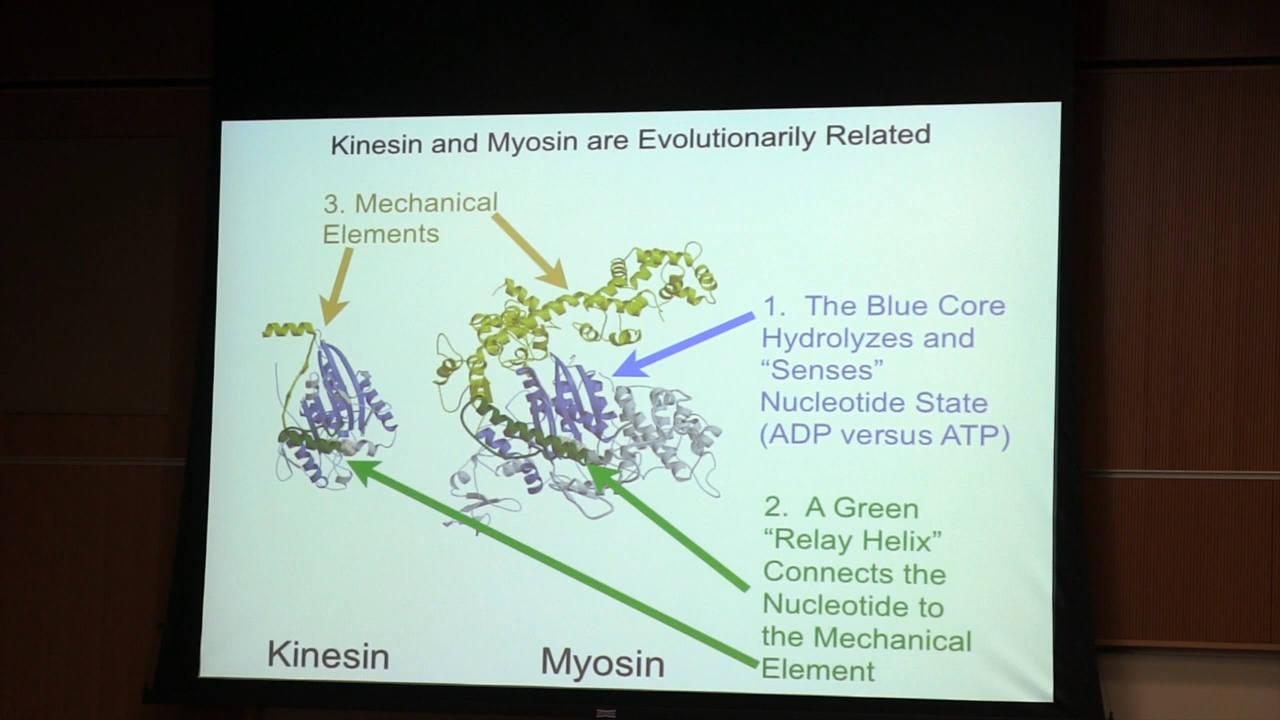 Kinesin and Myosin are Evolutionarily Related
3. Mechanical
Elements
1. The Blue Core
Hydrolyzes and
“Senses”
Nucleotide State
(ADP versus ATP)
2. A Green
“Relay Helix”
Connects the
Nucleotide to
the Mechanical
Element
Kinesin
Myosin